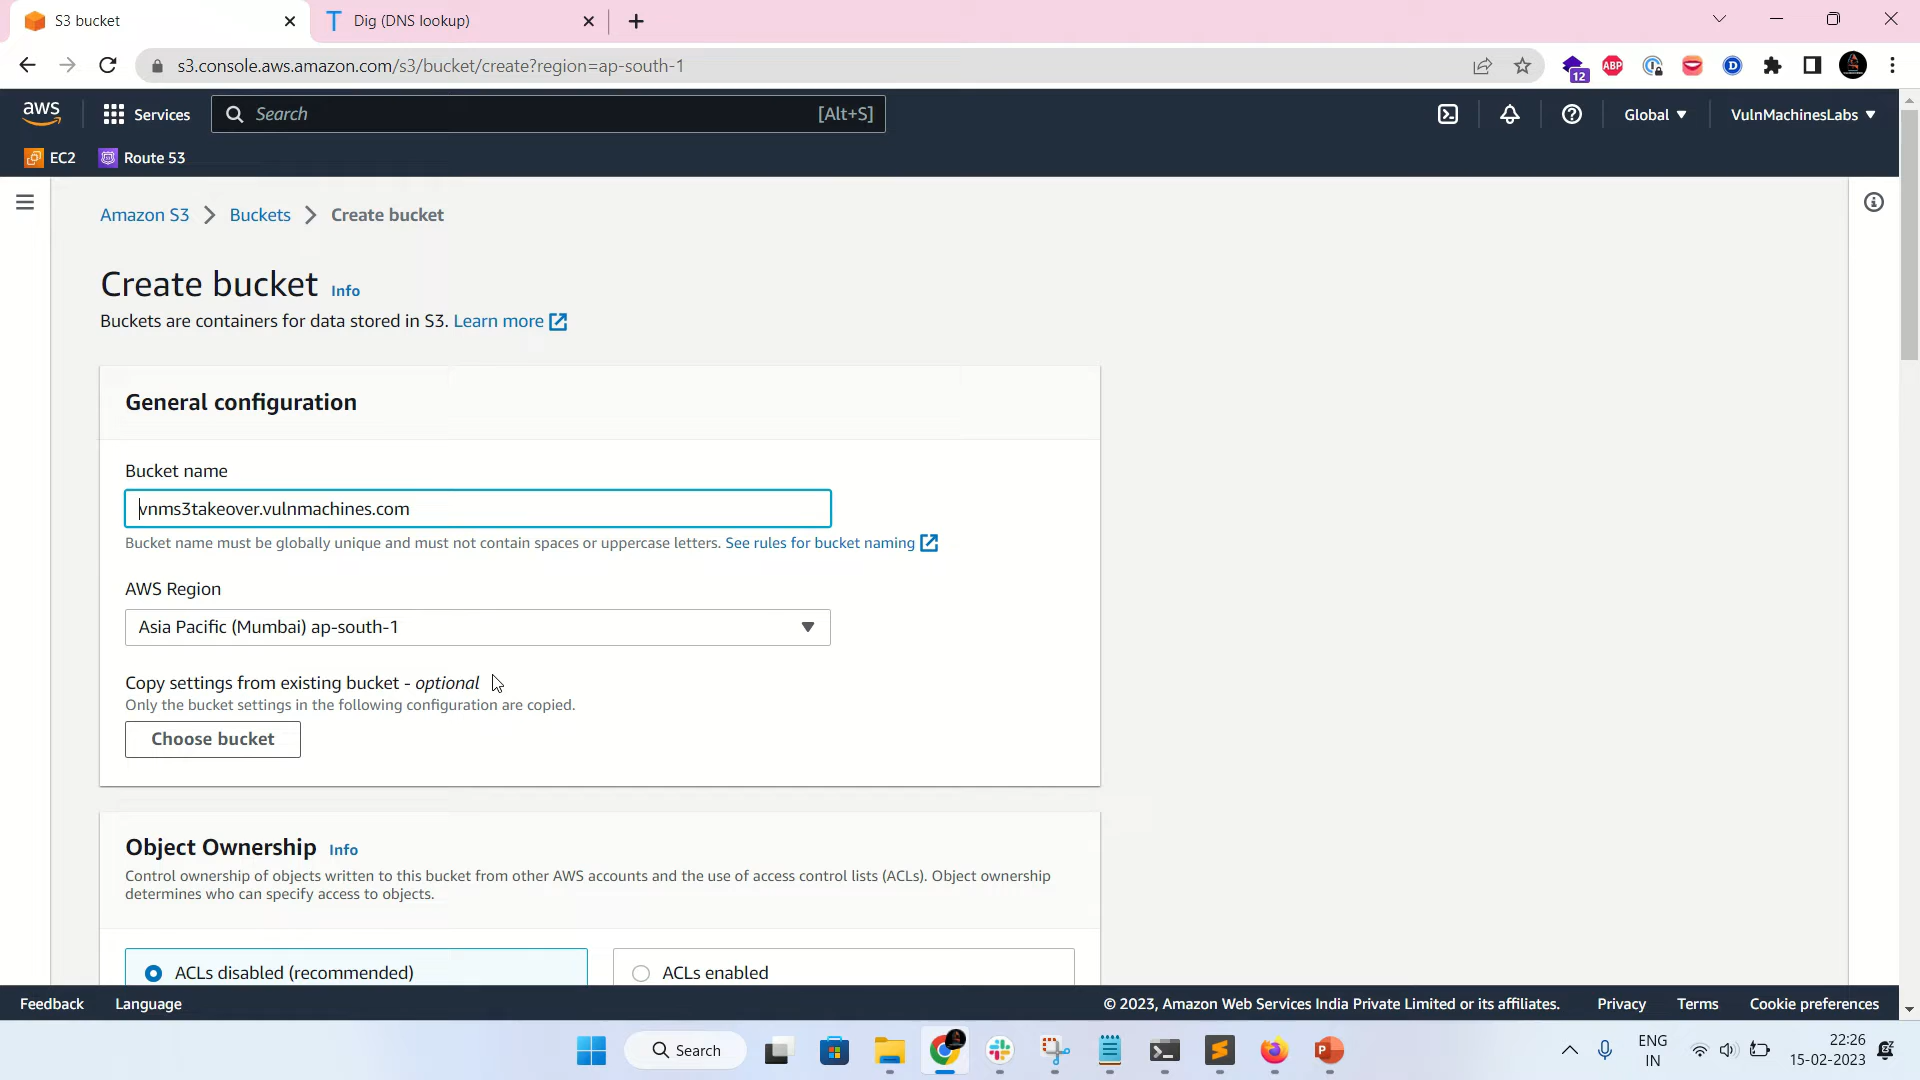 S3 bucket
Dig (DNS lookup)
s3.console.aws.amazon.com/s3/bucket/create?region=ap-south-1
ABP
12
aws
Services
Search
[Alt+S]
Global
VulnMachinesLabs
EC2
Route 53
Amazon S3 > Buckets > Create bucket
Create bucket Info
Buckets are containers for data stored in S3. Learn more
General configuration
Bucket name
vnms3takeover.vulnmachines.com
Bucket name must be globally unique and must not contain spaces or uppercase letters. See rules for bucket naming
AWS Region
Asia Pacific (Mumbai) ap-south-1
Copy settings from existing bucket - optional
Only the bucket settings in the following configuration are copied.
Choose bucket
Object Ownership Info
Control ownership of objects written to this bucket from other AWS accounts and the use of access control lists (ACLs). Object ownership
determines who can specify access to objects.
ACLs disabled (recommended)
ACLs enabled
Feedback
Language
© 2023, Amazon Web Services India Private Limited or its affiliates.
Privacy
Terms
Cookie preferences
Search
ENG
IN
22:26
15-02-2023